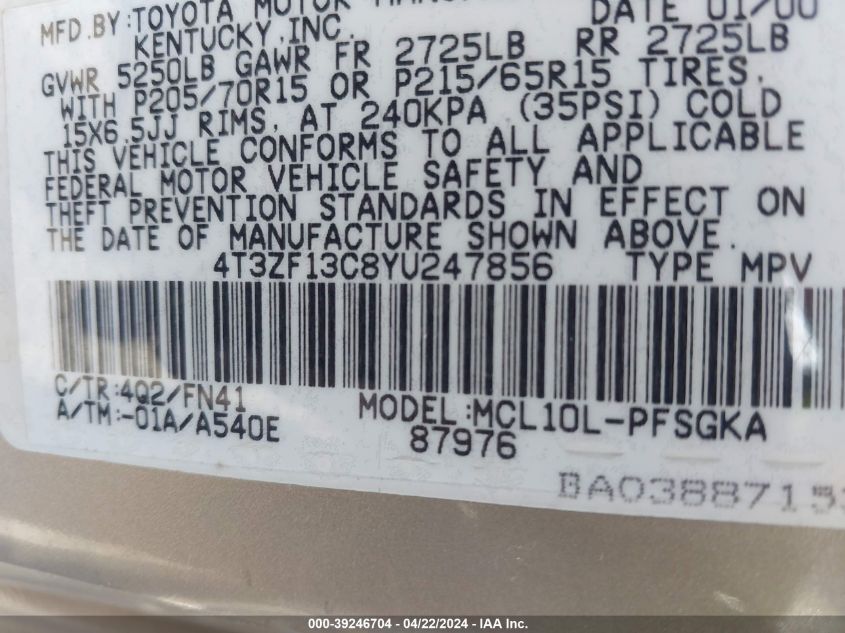 MFD.BY:TOYOTA MOTOR DATE 01/00
KENTUCKY,INC.
GVWR 5250LB GAWR FR 2725LB RR 2725LB
WITH P205/70R15 OR P215/65R15 TIRES,
15X6.5JJ RIMS, AT 240KPA (35PSI) COLD
THIS VEHICLE CONFORMS TO ALL APPLICABLE
FEDERAL MOTOR VEHICLE SAFETY AND
THEFT PREVENTION STANDARDS IN EFFECT ON
THE DATE OF MANUFACTURE SHOWN ABOVE.
4T3ZF13C8YU247856 TYPE MPV
C/TR:4Q2/FN41
A/TM:-01A/A540E
MODEL:MCL10L-PFSGKA
87976
000-39246704 - 04/22/2024 - IAA Inc.